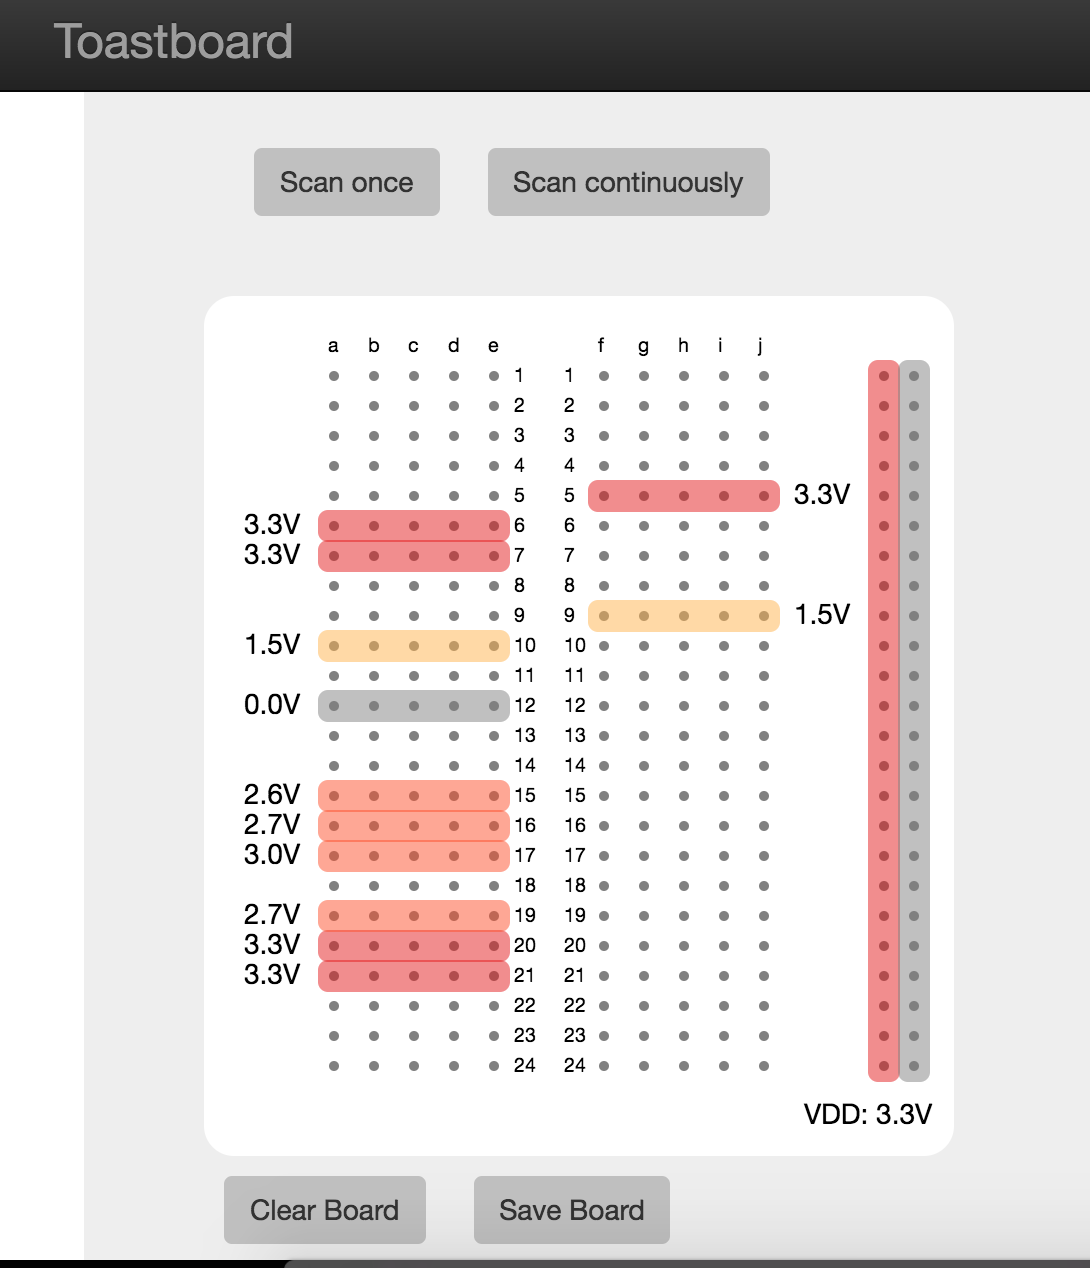 Toastboard
Scan once Scan continuously
a b c d e f g h i j
1 1
2 2
3 3
4 4
5 5 3.3V
3.3V 6 6
3.3V 7 7
8 8
9 9 1.5V
1.5V 10 10
11 11
0.0V 12 12
13 13
14 14
2.6V 15 15
2.7V 16 16
3.0V 17 17
18 18
2.7V 19 19
3.3V 20 20
3.3V 21 21
22 22
23 23
24 24
VDD: 3.3V
Clear Board Save Board